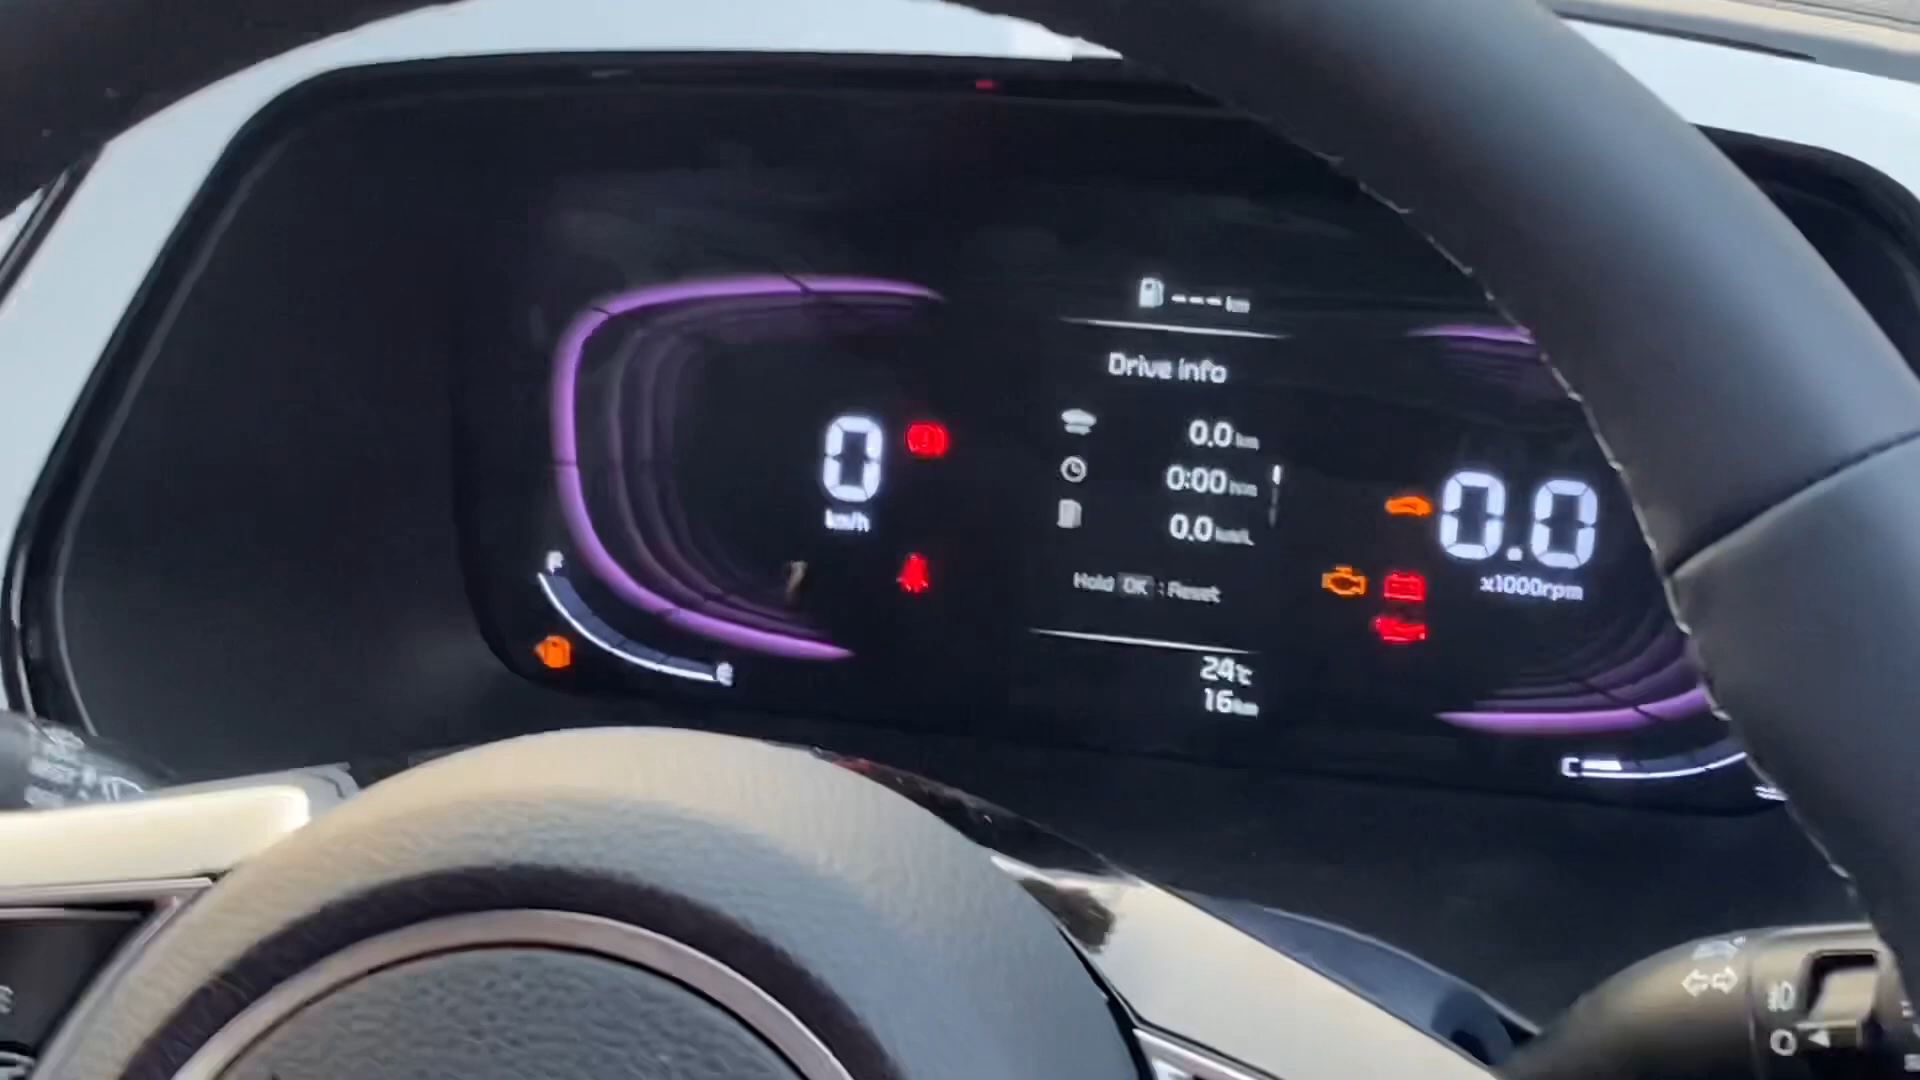 --- km
Drive info
0.0 km
0:00 h:m
0.0 km/L
Hold OK : Reset
24°C
16 km
0
km/h
0.0
x1000rpm
F
E
C